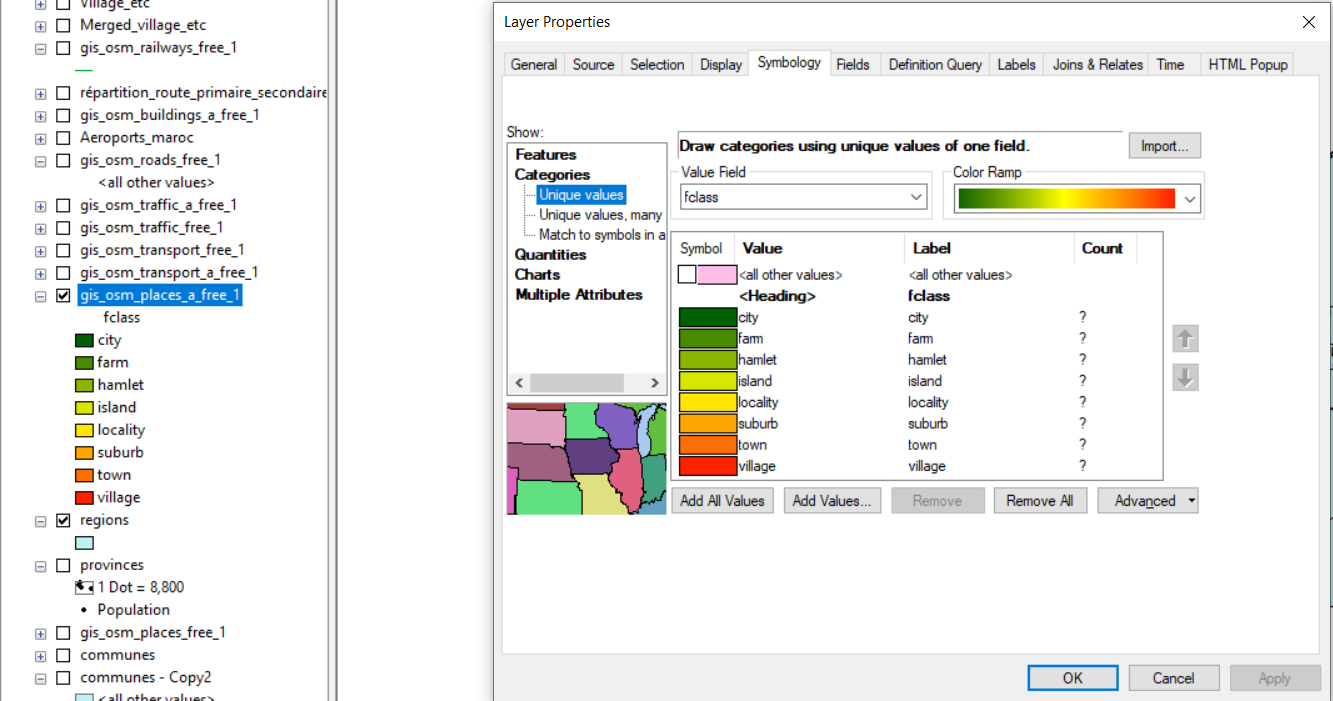 Village_etc
Merged_village_etc
gis_osm_railways_free_1
répartition_route_primaire_secondaire
gis_osm_buildings_a_free_1
Aeroports_maroc
gis_osm_roads_free_1
<all other values>
gis_osm_traffic_a_free_1
gis_osm_traffic_free_1
gis_osm_transport_free_1
gis_osm_transport_a_free_1
gis_osm_places_a_free_1
fclass
city
farm
hamlet
island
locality
suburb
town
village
regions
provinces
1 Dot = 8,800
Population
gis_osm_places_free_1
communes
communes - Copy2
<all other values>
Layer Properties
General Source Selection Display Symbology Fields Definition Query Labels Joins & Relates Time HTML Popup
Show:
Features
Categories
Unique values
Unique values, many
Match to symbols in a
Quantities
Charts
Multiple Attributes
Draw categories using unique values of one field.
Import...
Value Field
fclass
Color Ramp
Symbol Value Label Count
<all other values> <all other values>
<Heading> fclass
city city ?
farm farm ?
hamlet hamlet ?
island island ?
locality locality ?
suburb suburb ?
town town ?
village village ?
Add All Values Add Values... Remove Remove All Advanced
OK Cancel Apply